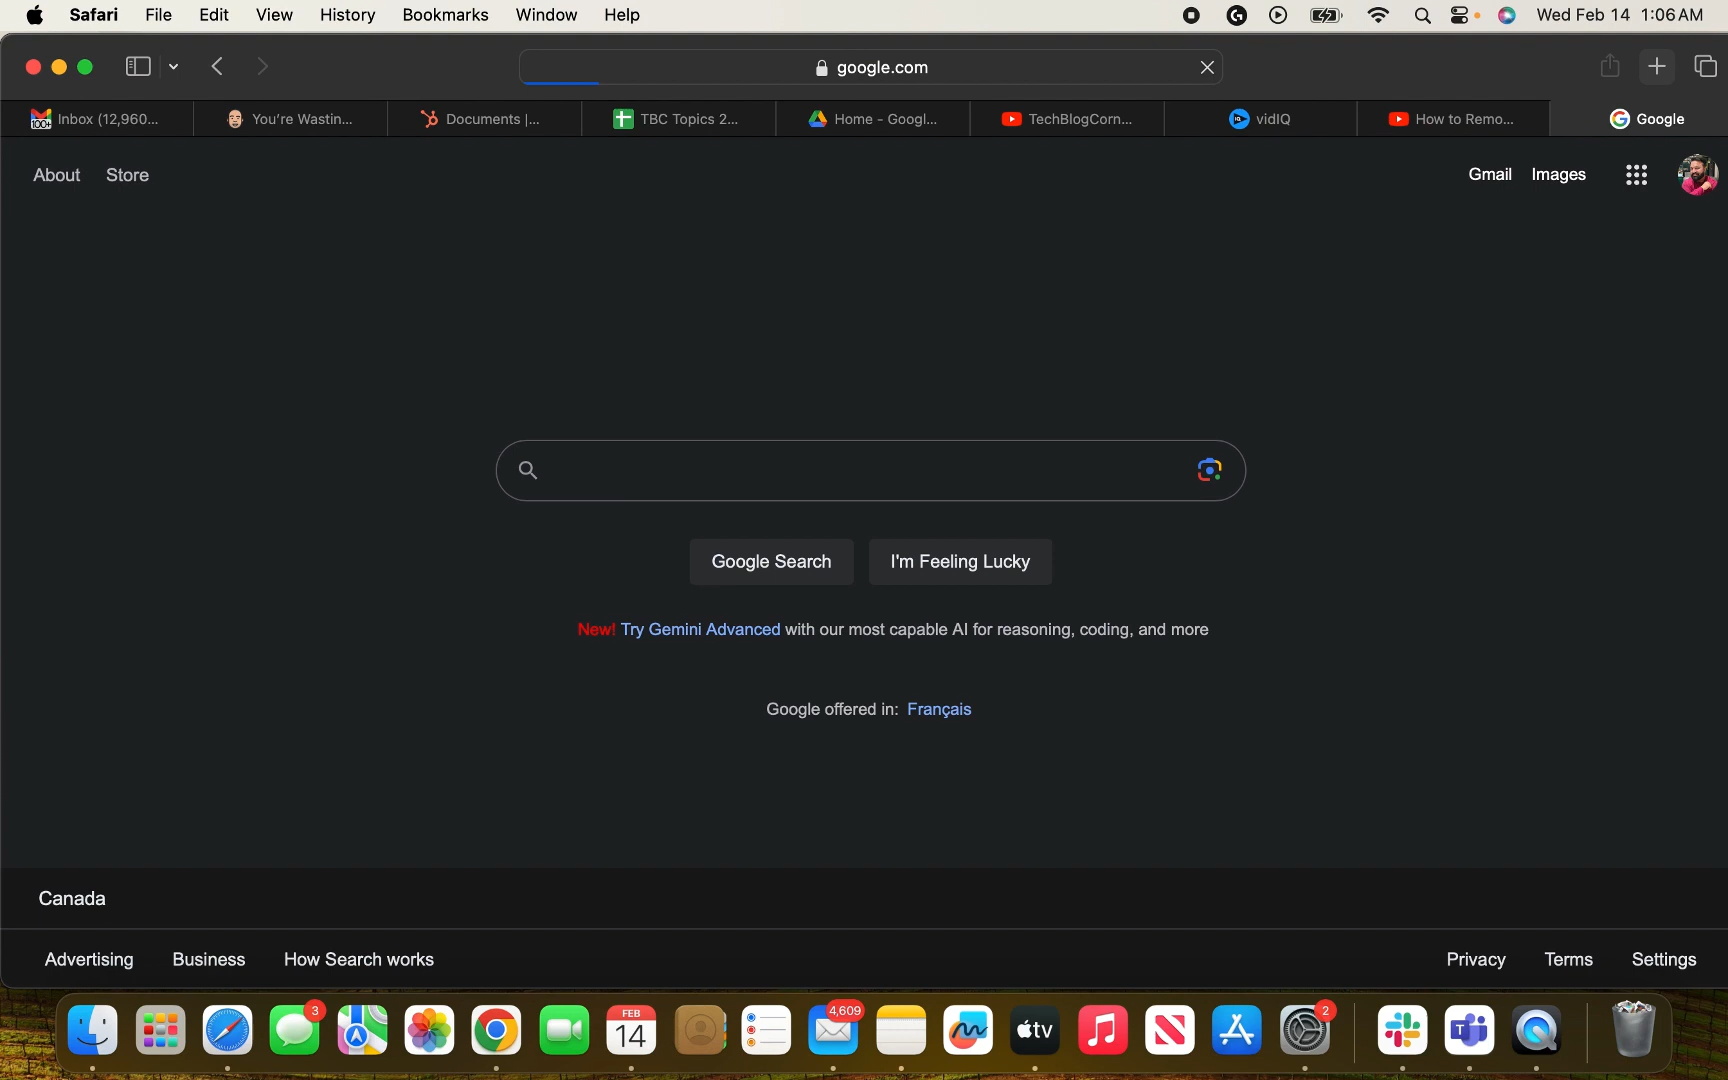 Safari File Edit View History Bookmarks Window Help Wed Feb 14 1:06 AM
google.com
100+ Inbox (12,960... You're Wastin... Documents |... TBC Topics 2... Home - Googl... TechBlogCorn... vidIQ How to Remo... Google
About Store Gmail Images
Google Search I'm Feeling Lucky
New! Try Gemini Advanced with our most capable AI for reasoning, coding, and more
Google offered in: Français
Canada
Advertising Business How Search works Privacy Terms Settings
3 FEB 14 4,609 tv 2